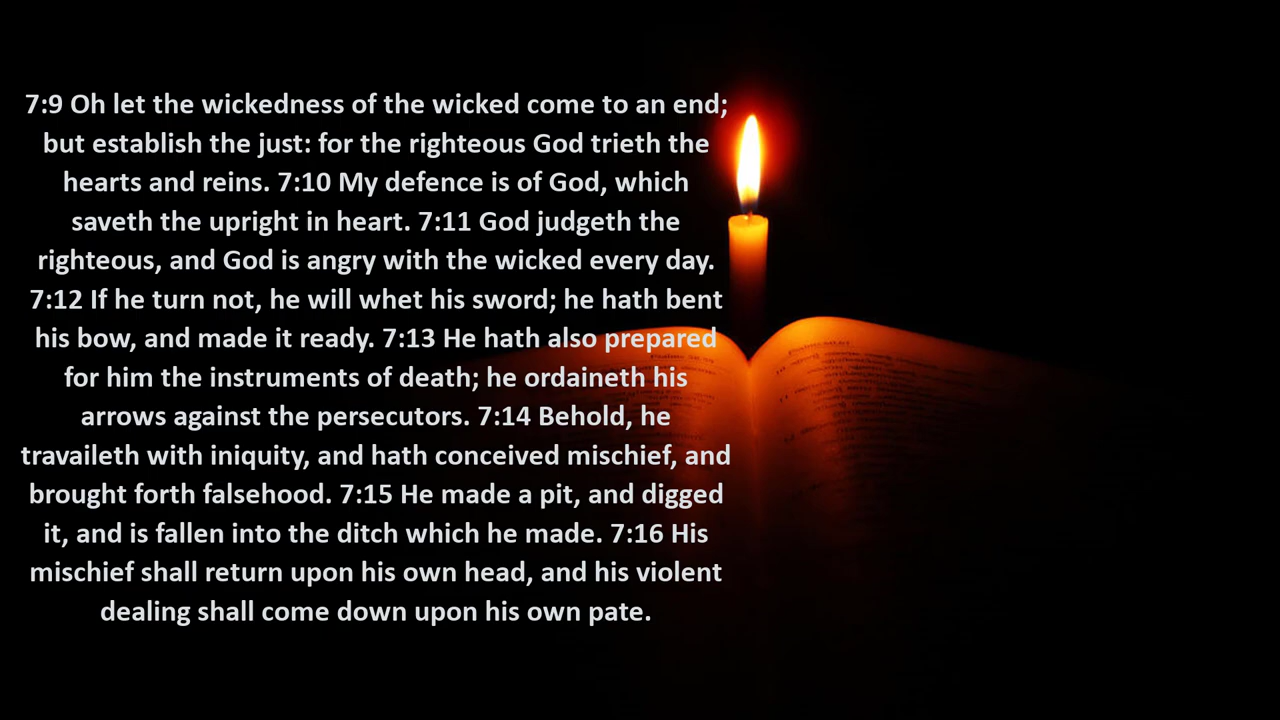 7:9 Oh let the wickedness of the wicked come to an end;
but establish the just: for the righteous God trieth the
hearts and reins. 7:10 My defence is of God, which
saveth the upright in heart. 7:11 God judgeth the
righteous, and God is angry with the wicked every day.
7:12 If he turn not, he will whet his sword; he hath bent
his bow, and made it ready. 7:13 He hath also prepared
for him the instruments of death; he ordaineth his
arrows against the persecutors. 7:14 Behold, he
travaileth with iniquity, and hath conceived mischief, and
brought forth falsehood. 7:15 He made a pit, and digged
it, and is fallen into the ditch which he made. 7:16 His
mischief shall return upon his own head, and his violent
dealing shall come down upon his own pate.